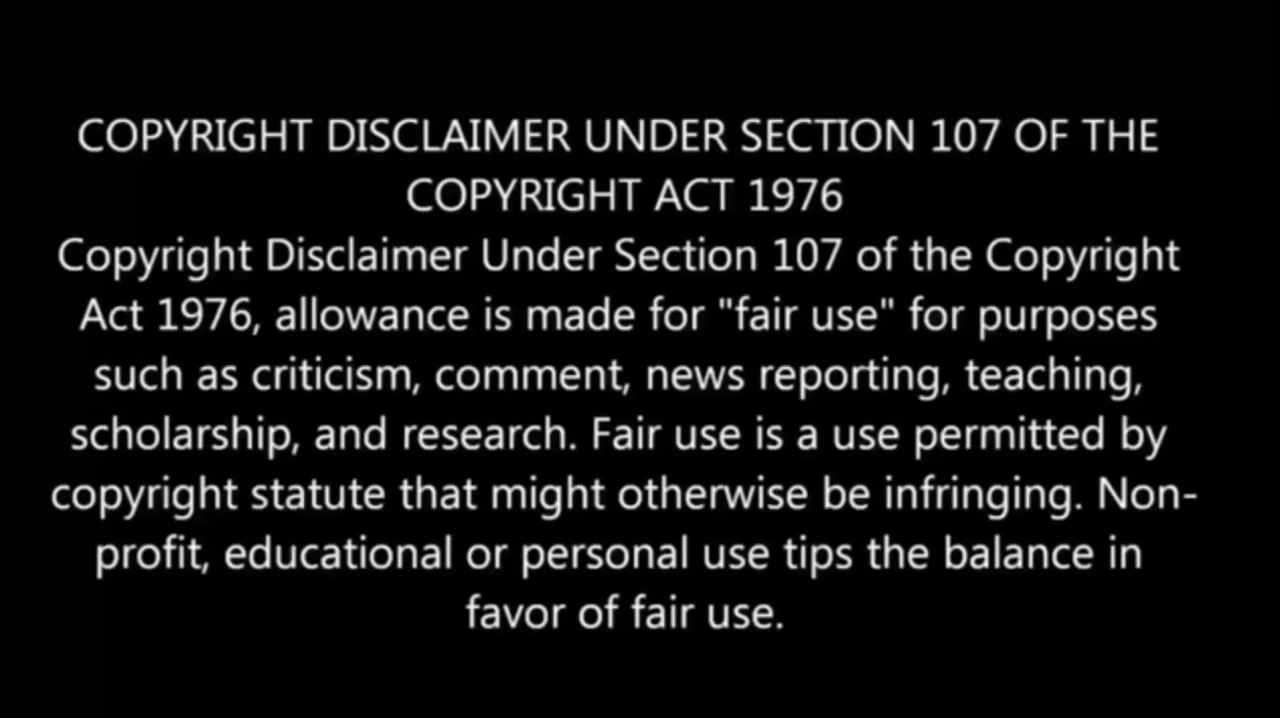 COPYRIGHT DISCLAIMER UNDER SECTION 107 OF THE
COPYRIGHT ACT 1976
Copyright Disclaimer Under Section 107 of the Copyright
Act 1976, allowance is made for "fair use" for purposes
such as criticism, comment, news reporting, teaching,
scholarship, and research. Fair use is a use permitted by
copyright statute that might otherwise be infringing. Non-
profit, educational or personal use tips the balance in
favor of fair use.